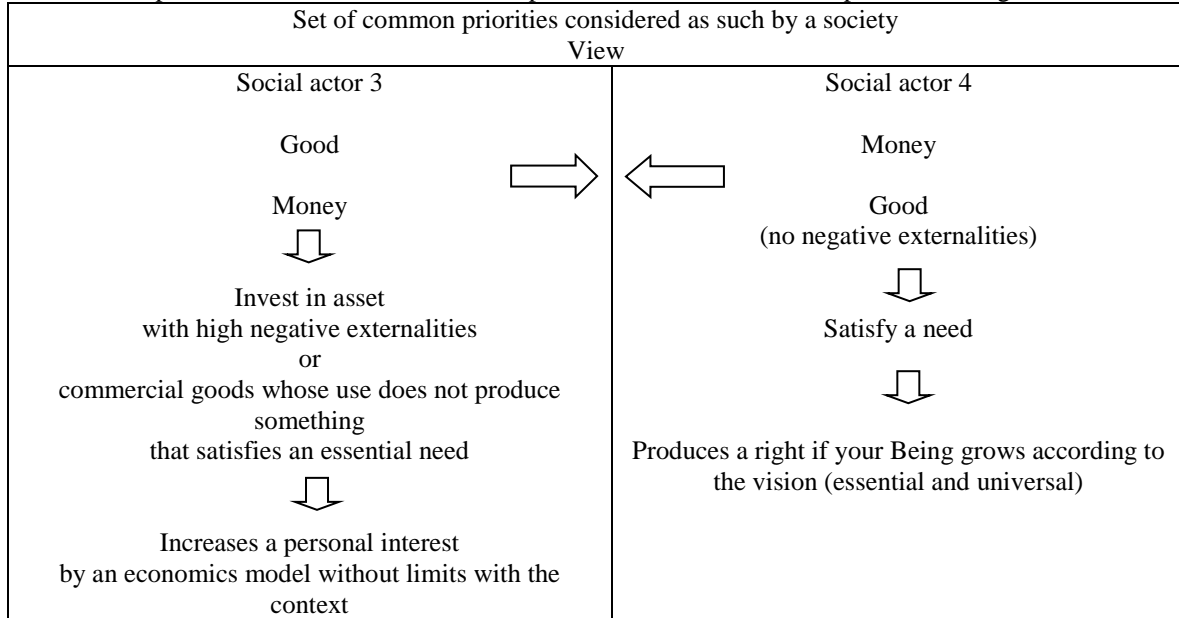 Set of common priorities considered as such by a society
View
Social actor 3
Good
Money
Invest in asset
with high negative externalities
or
commercial goods whose use does not produce
something
that satisfies an essential need
Increases a personal interest
by an economics model without limits with the
context
Social actor 4
Money
Good
(no negative externalities)
Satisfy a need
Produces a right if your Being grows according to
the vision (essential and universal)